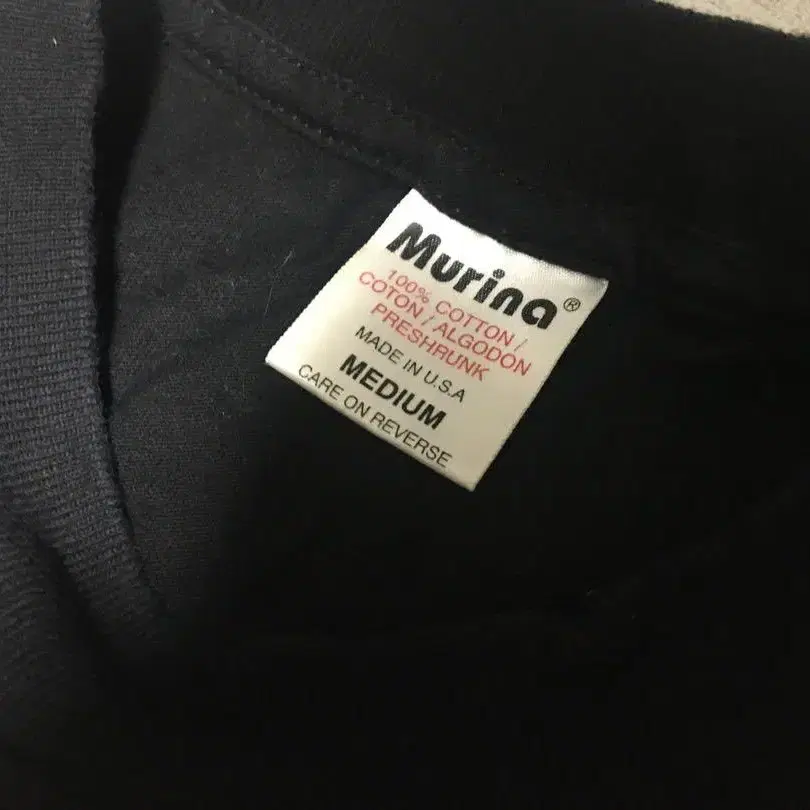 Murina®
100% COTTON /
COTON / ALGODON
PRESHRUNK
MADE IN U.S.A
MEDIUM
CARE ON REVERSE